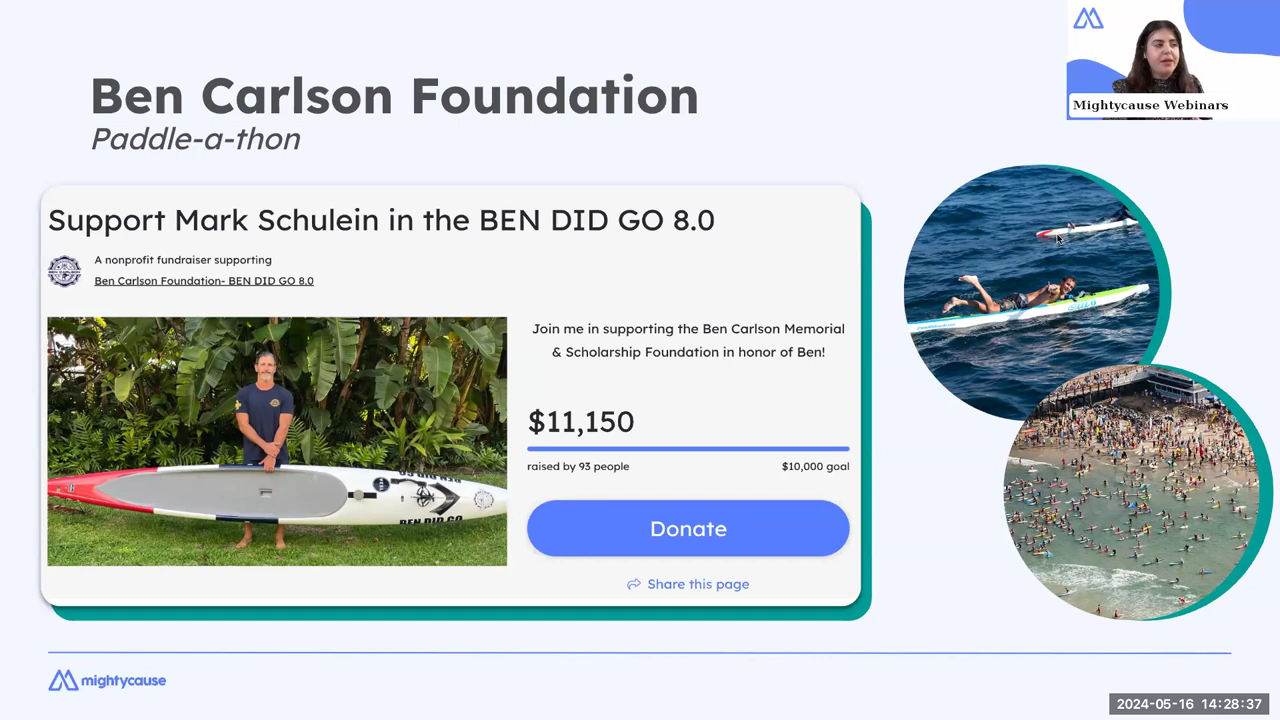 Ben Carlson Foundation
Paddle-a-thon
Mightycause Webinars
Support Mark Schulein in the BEN DID GO 8.0
A nonprofit fundraiser supporting
Ben Carlson Foundation- BEN DID GO 8.0
Join me in supporting the Ben Carlson Memorial
& Scholarship Foundation in honor of Ben!
$11,150
raised by 93 people
$10,000 goal
Donate
Share this page
BEN DID GO
mightycause
2024-05-16 14:28:37